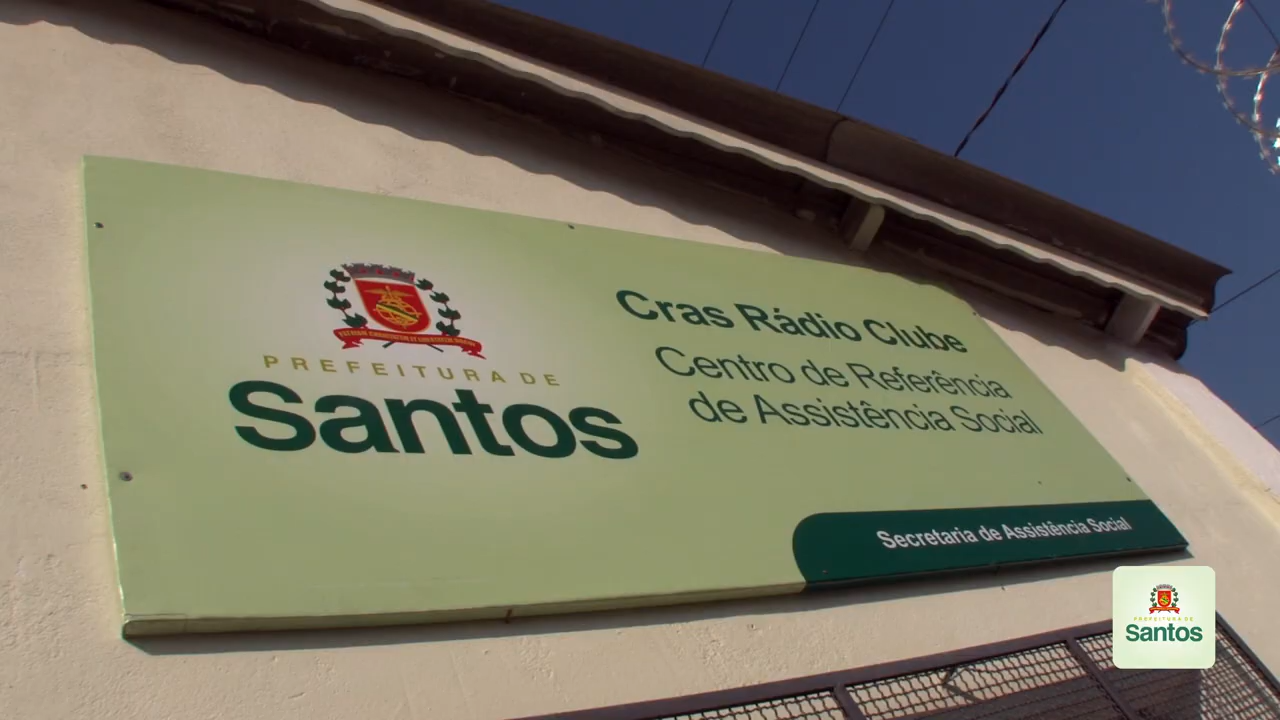 PREFEITURA DE
Santos
Cras Rádio Clube
Centro de Referência
de Assistência Social
Secretaria de Assistência Social
PREFEITURA DE
Santos